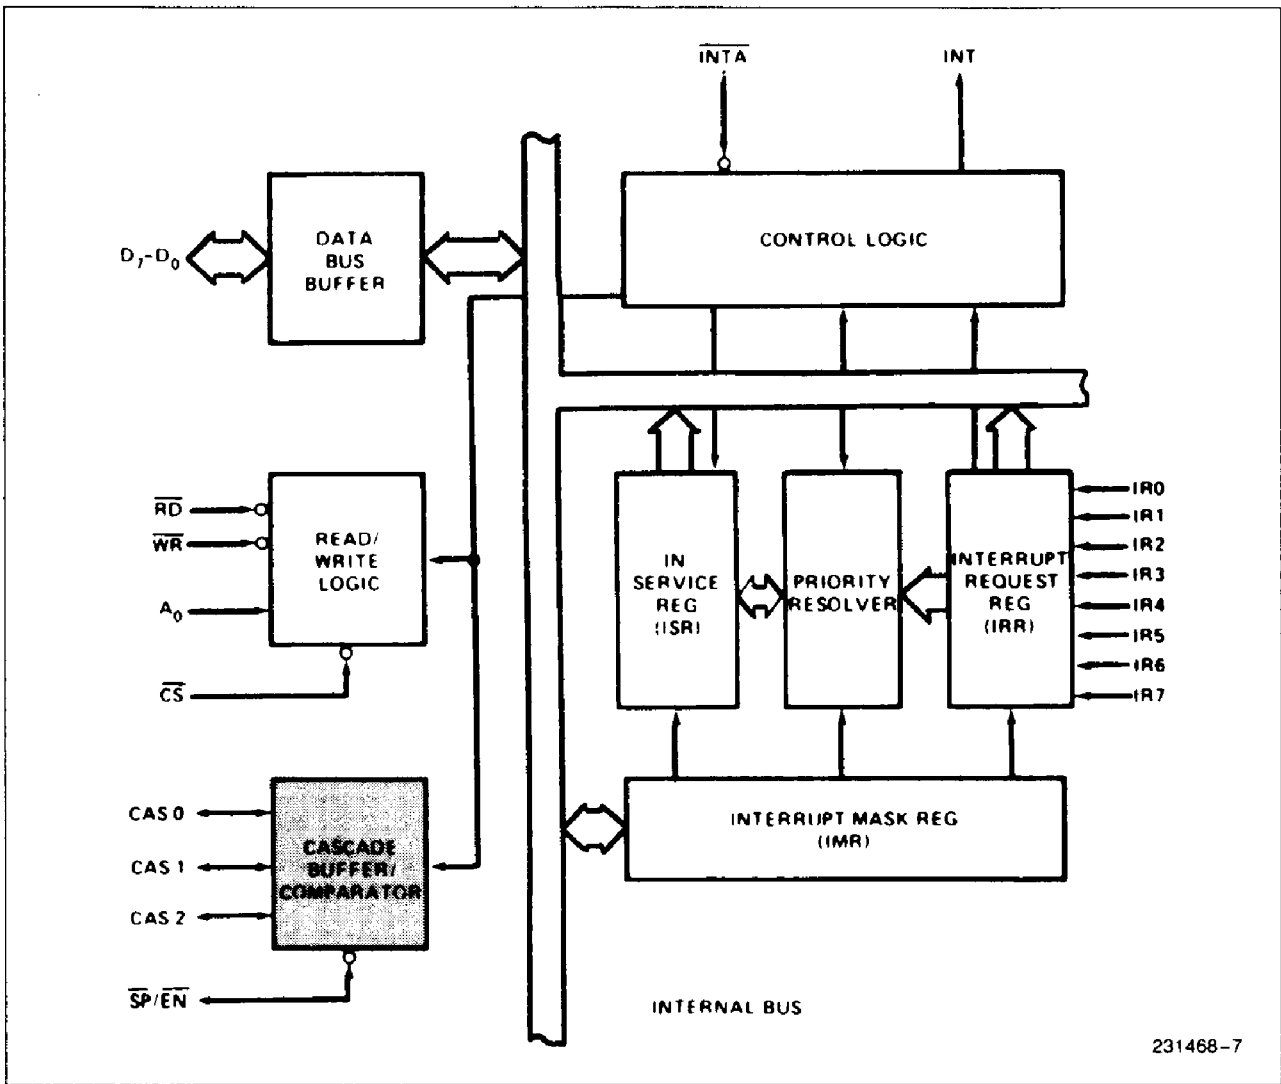 INTA
INT
DATA
BUS
BUFFER
D7-D0
CONTROL LOGIC
RD
WR
A0
CS
READ/
WRITE
LOGIC
IN
SERVICE
REG
(ISR)
PRIORITY
RESOLVER
INTERRUPT
REQUEST
REG
(IRR)
IR0
IR1
IR2
IR3
IR4
IR5
IR6
IR7
CAS 0
CAS 1
CAS 2
SP/EN
CASCADE
BUFFER/
COMPARATOR
INTERRUPT MASK REG
(IMR)
INTERNAL BUS
231468-7